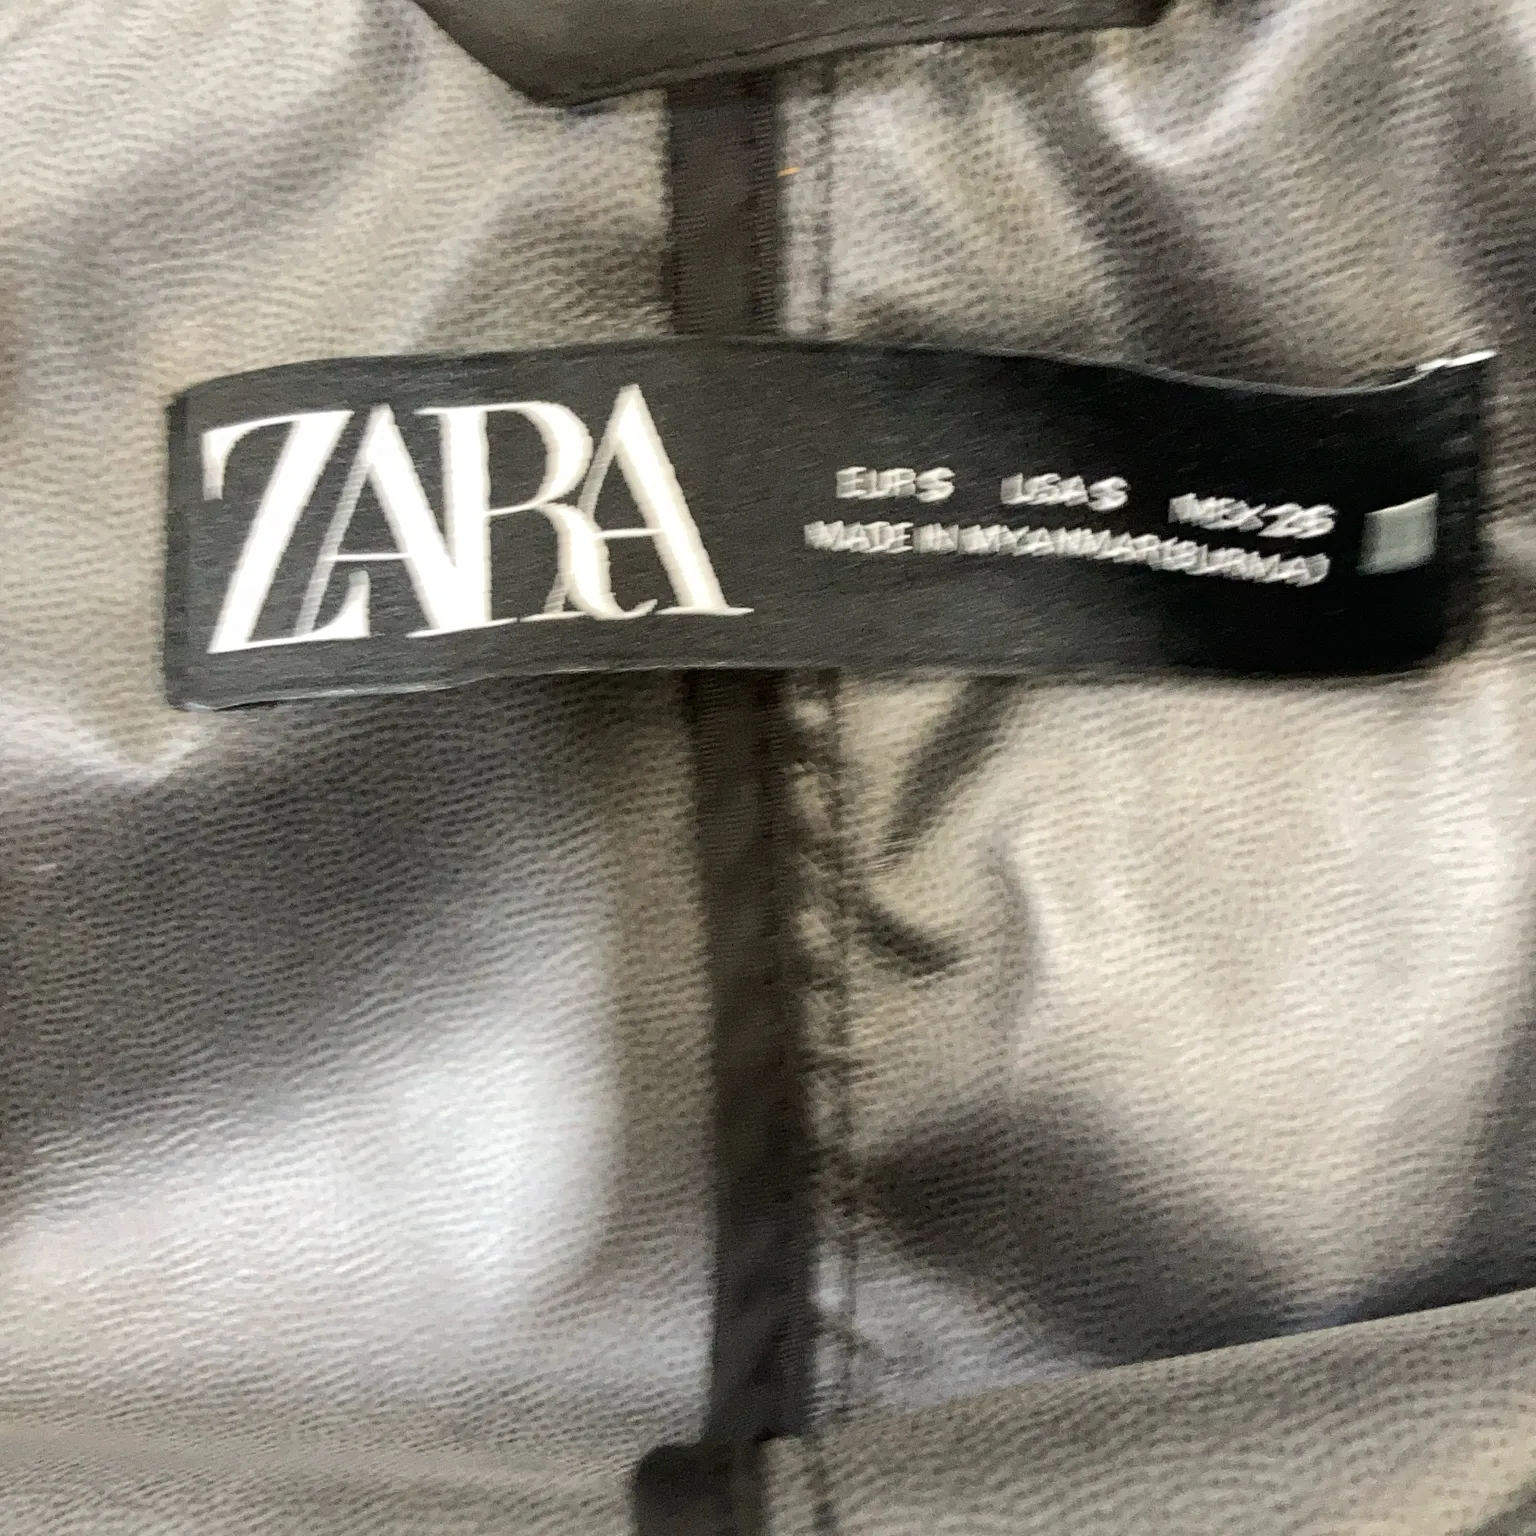 ZARA
EUR S USA S MEX 26
MADE IN MYANMAR (BURMA)